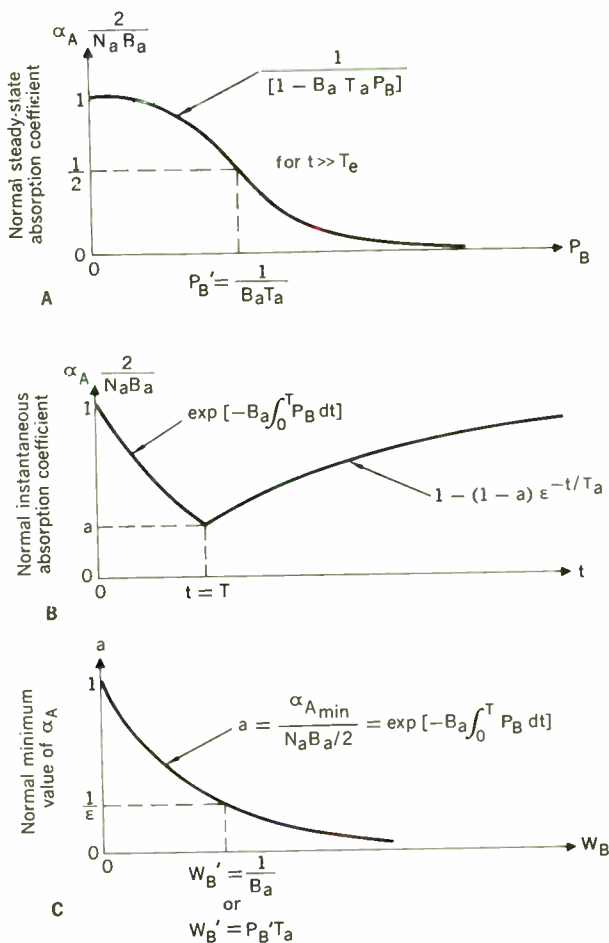 α_A 2/(N_a B_a)
Normal steady-state
absorption coefficient
1
1/2
0
0
1/[1 − B_a T_a P_B]
for t >> T_e
P_B
P_B' = 1/(B_a T_a)
A
α_A 2/(N_a B_a)
Normal instantaneous
absorption coefficient
1
a
0
0
exp [−B_a ∫_0^T P_B dt]
1 − (1 − a) ε^(−t/T_a)
t = T
t
B
a
Normal minimum
value of α_A
1
1/ε
0
0
a = α_A min/(N_a B_a/2) = exp [−B_a ∫_0^T P_B dt]
W_B
W_B' = 1/B_a
or
W_B' = P_B' T_a
C